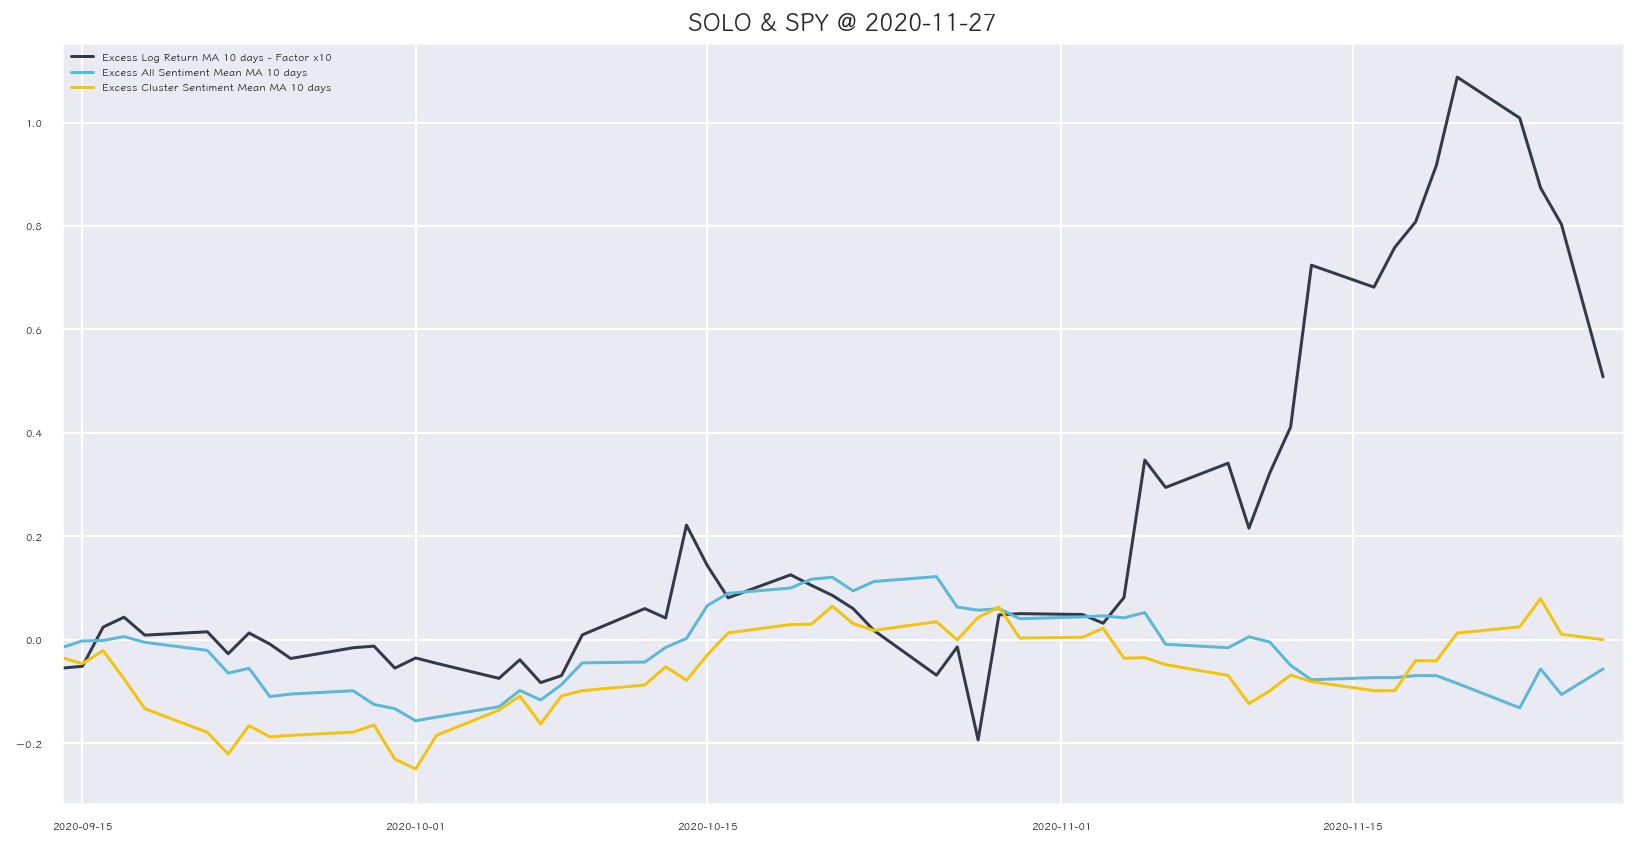 SOLO & SPY @ 2020-11-27
Excess Log Return MA 10 days - Factor x10
Excess All Sentiment Mean MA 10 days
Excess Cluster Sentiment Mean MA 10 days
1.0
0.8
0.6
0.4
0.2
0.0
−0.2
2020-09-15 2020-10-01 2020-10-15 2020-11-01 2020-11-15